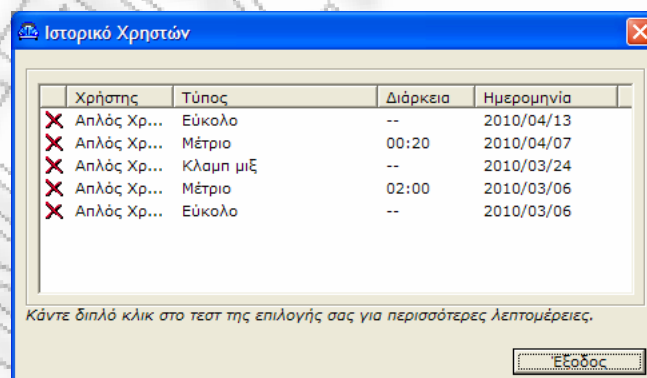 Ιστορικό Χρηστών
Χρήστης Τύπος Διάρκεια Ημερομηνία
Απλός Χρ... Εύκολο -- 2010/04/13
Απλός Χρ... Μέτριο 00:20 2010/04/07
Απλός Χρ... Κλαμπ μιξ -- 2010/03/24
Απλός Χρ... Μέτριο 02:00 2010/03/06
Απλός Χρ... Εύκολο -- 2010/03/06
Κάντε διπλό κλικ στο τεστ της επιλογής σας για περισσότερες λεπτομέρειες.
Έξοδος